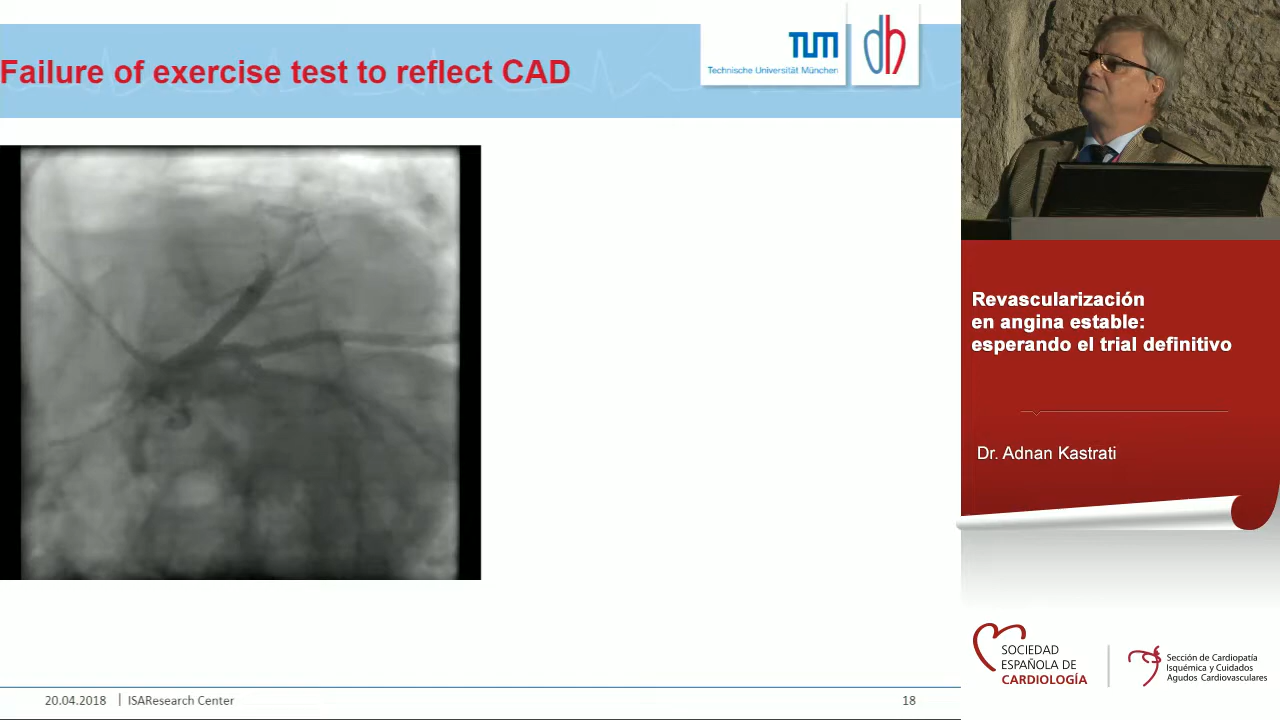 Failure of exercise test to reflect CAD
TUM
Technische Universität München
dh
20.04.2018 | ISAResearch Center
18
Revascularización
en angina estable:
esperando el trial definitivo
Dr. Adnan Kastrati
SOCIEDAD
ESPAÑOLA DE
CARDIOLOGÍA
Sección de Cardiopatía
Isquémica y Cuidados
Agudos Cardiovasculares